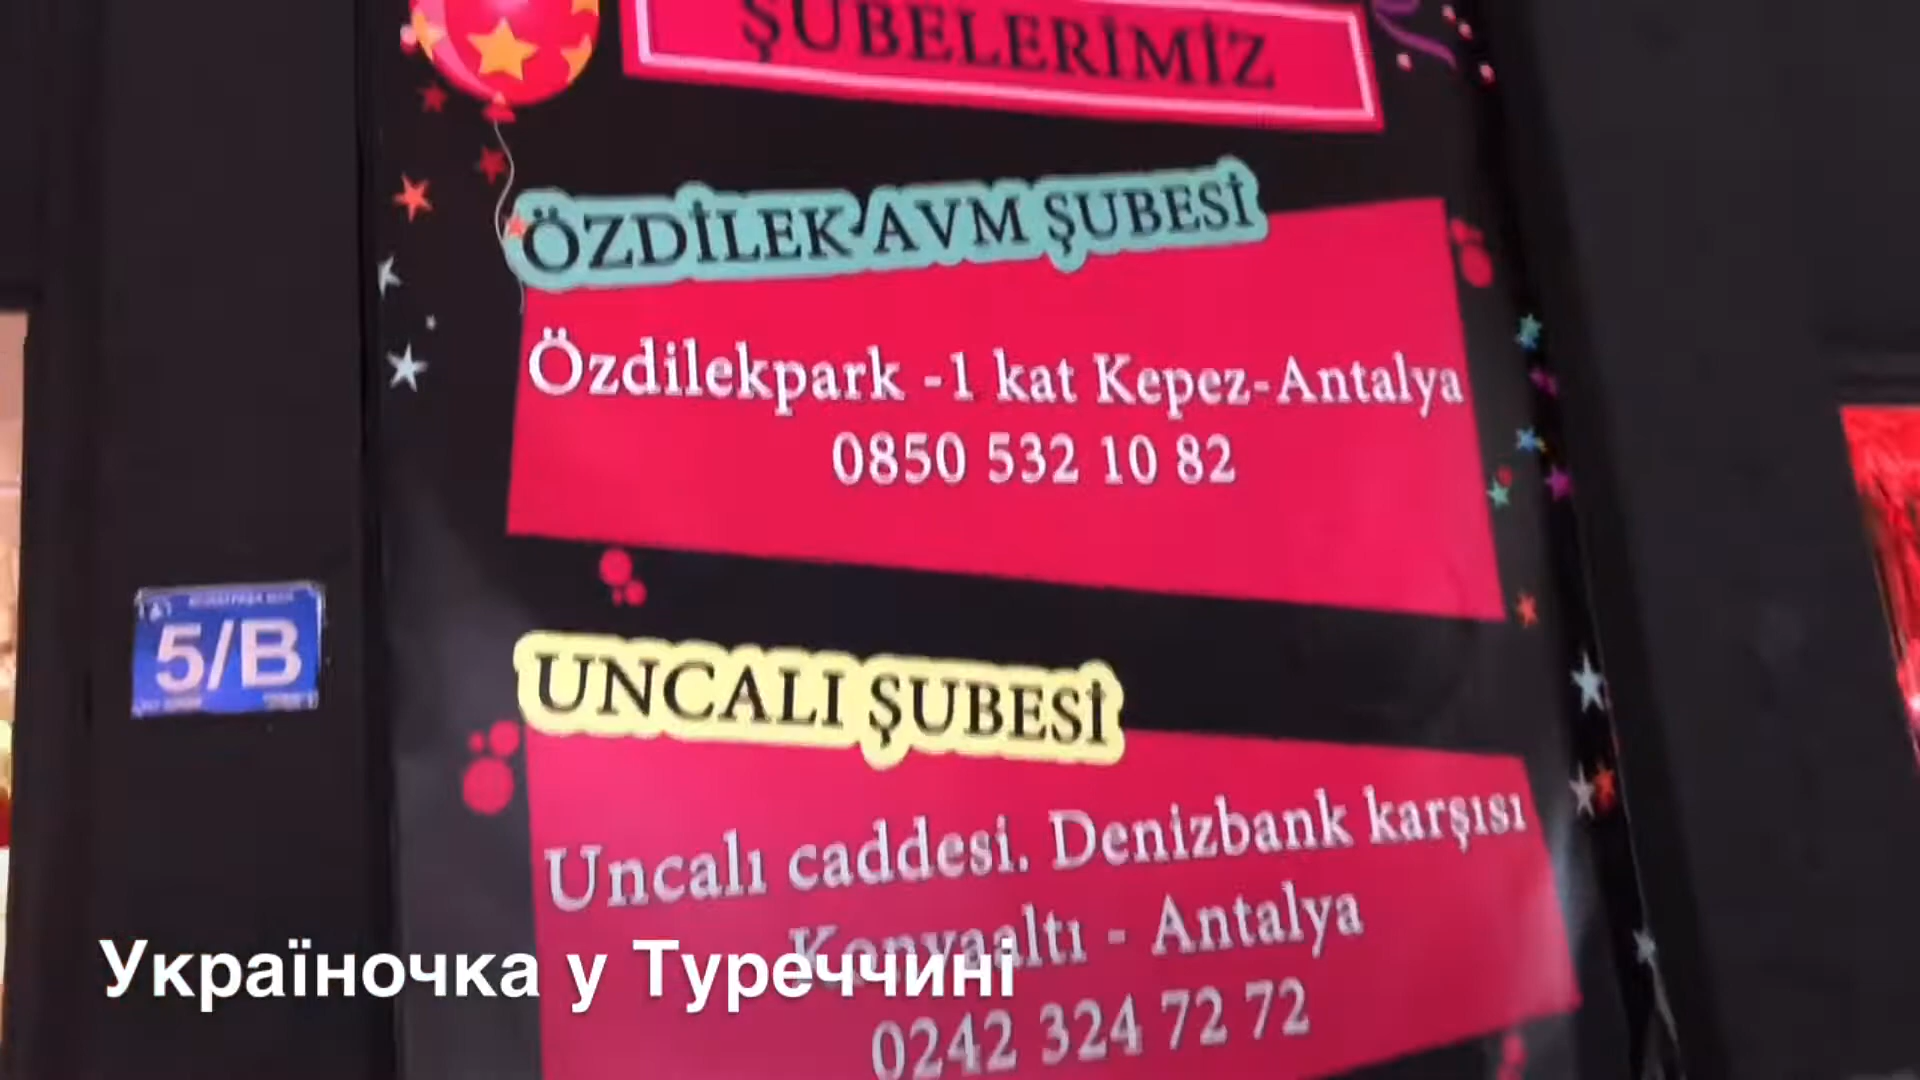 ŞUBELERİMİZ
ÖZDİLEK AVM ŞUBESİ
Özdilekpark -1 kat Kepez-Antalya
0850 532 10 82
5/B
UNCALI ŞUBESİ
Uncalı caddesi. Denizbank karşısı
Konyaaltı - Antalya
0242 324 72 72
Україночка у Туреччині